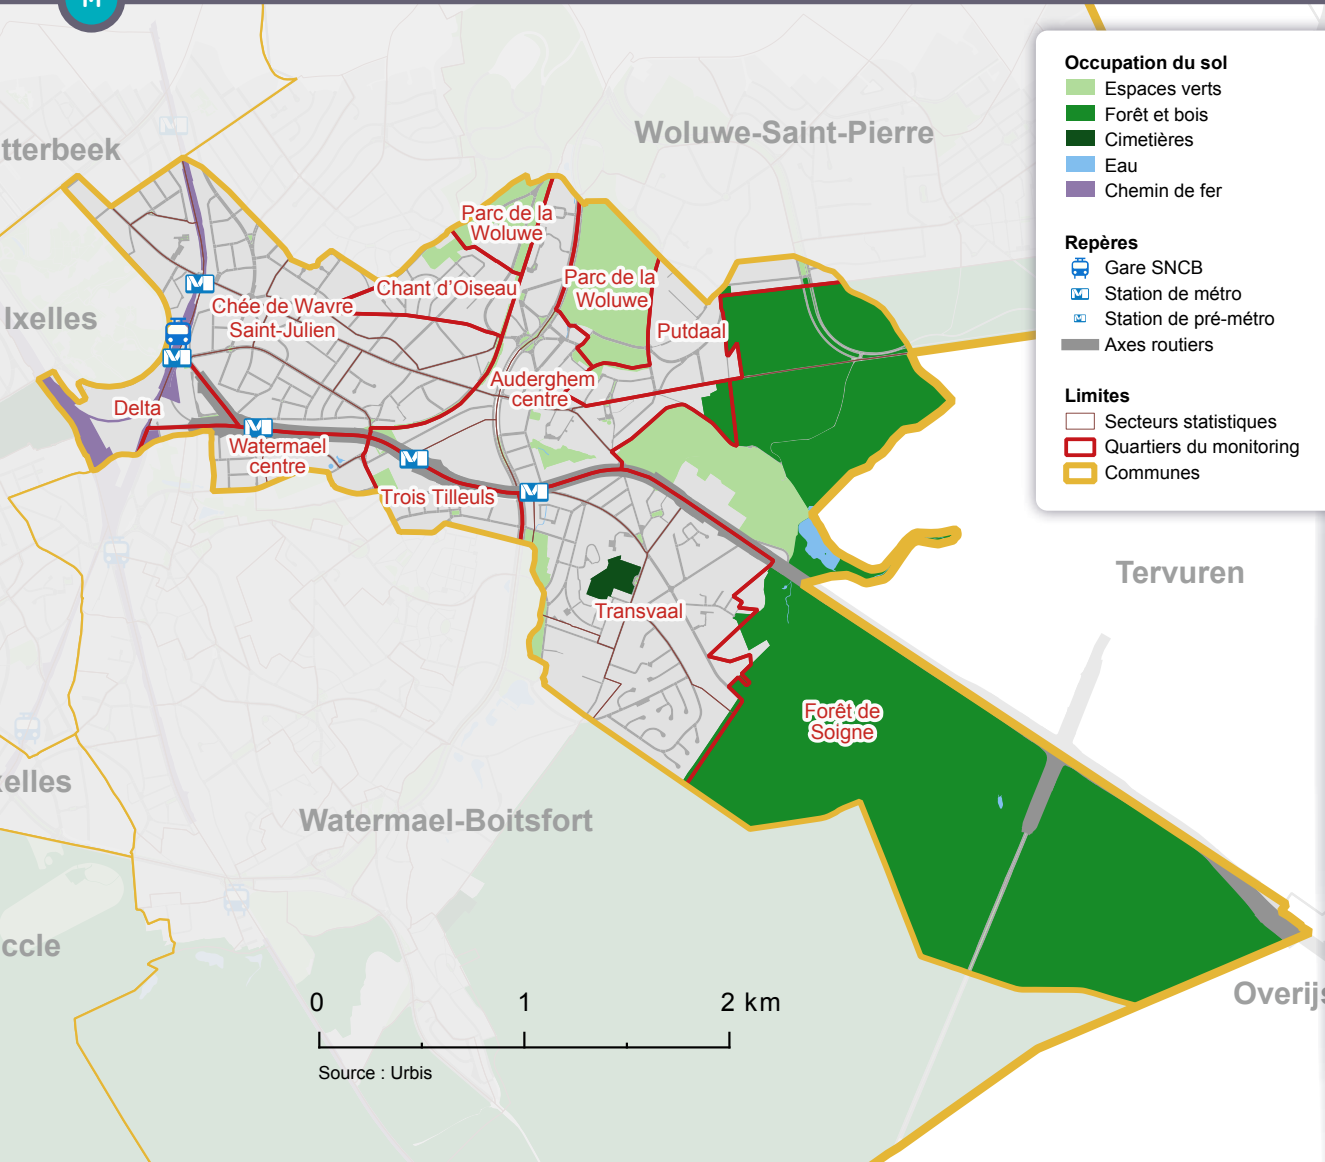 Occupation du sol
Espaces verts
Forêt et bois
Cimetières
Eau
Chemin de fer
Repères
Gare SNCB
Station de métro
Station de pré-métro
Axes routiers
Limites
Secteurs statistiques
Quartiers du monitoring
Communes
tterbeek
Woluwe-Saint-Pierre
Ixelles
Parc de la
Woluwe
Chant d'Oiseau
Parc de la
Woluwe
Chée de Wavre
Saint-Julien
Putdaal
Auderghem
centre
Delta
Watermael
centre
Trois Tilleuls
Transvaal
Tervuren
Forêt de
Soigne
xelles
Watermael-Boitsfort
ccle
Overijs
0 1 2 km
Source : Urbis